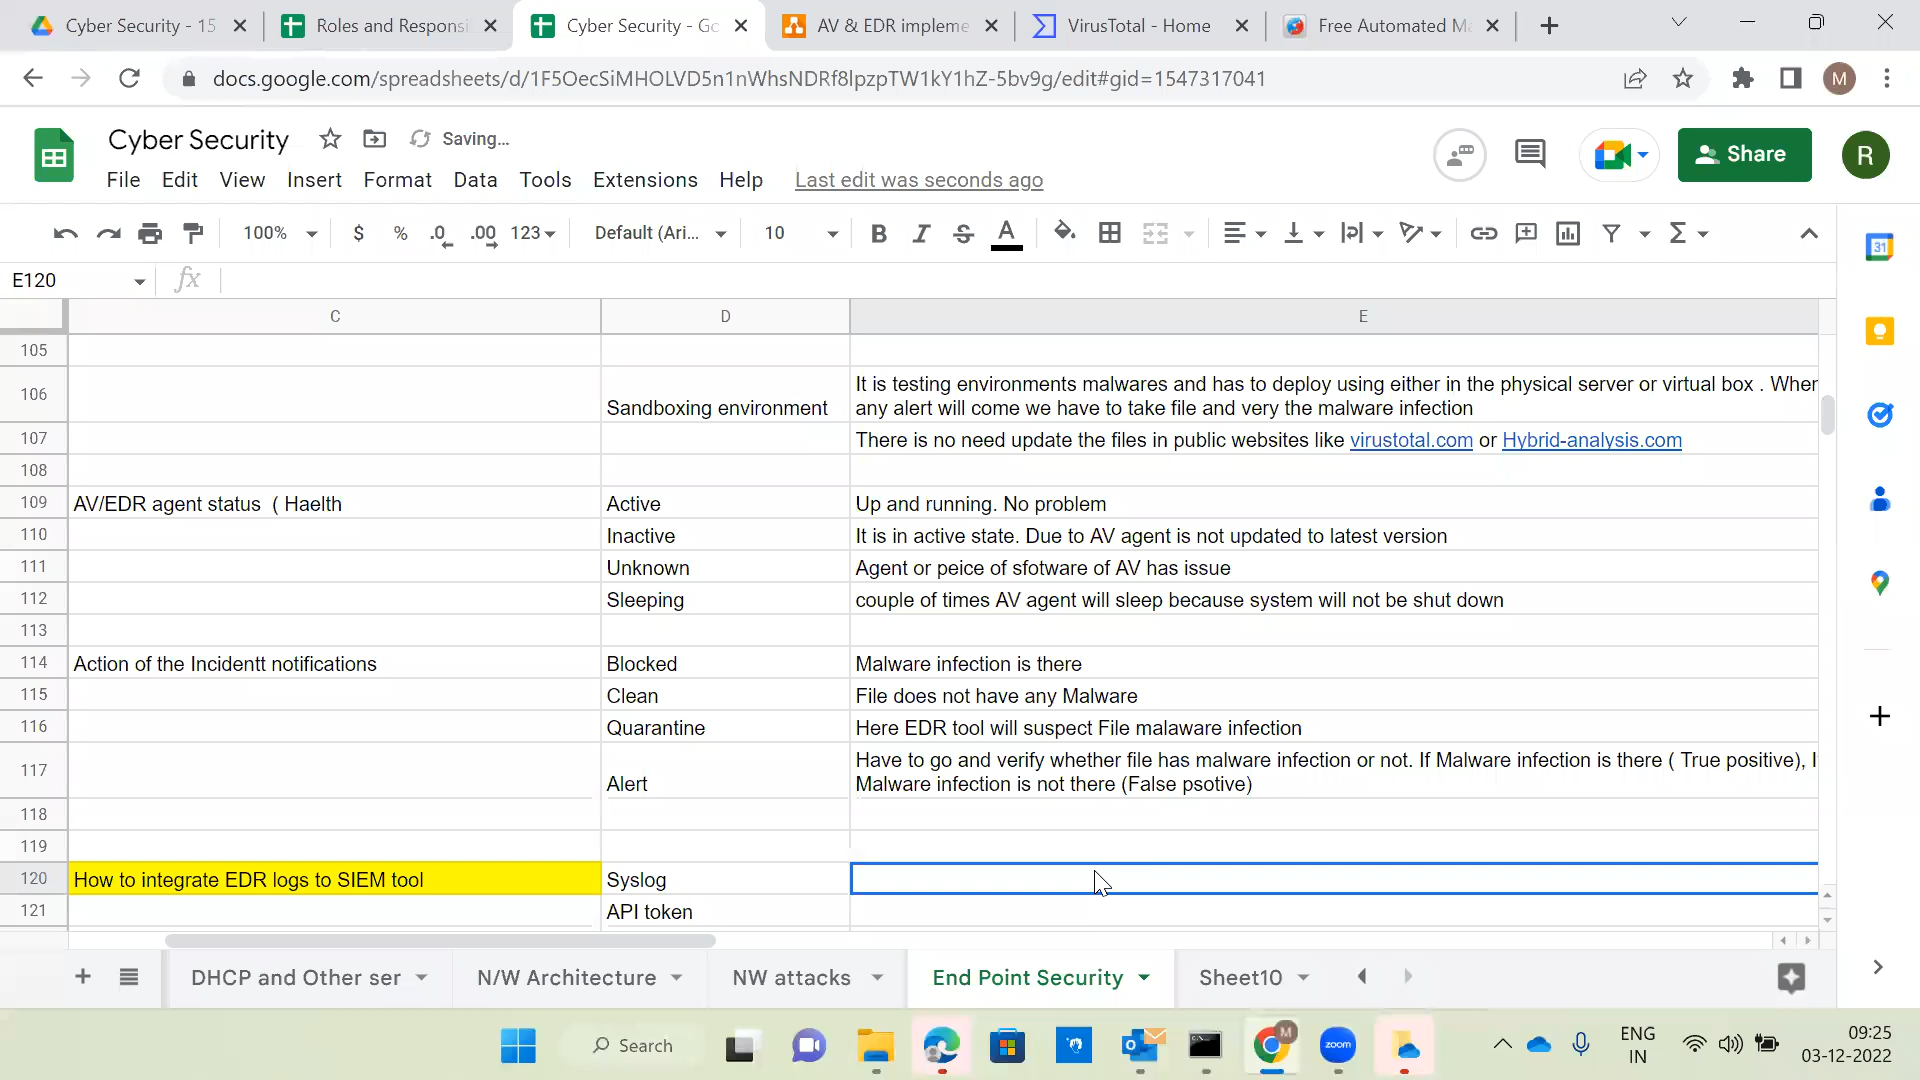 Cyber Security - 15
Roles and Responsi
Cyber Security - Go
AV & EDR impleme
VirusTotal - Home
Free Automated Ma
docs.google.com/spreadsheets/d/1F5OecSiMHOLVD5n1nWhsNDRf8lpzpTW1kY1hZ-5bv9g/edit#gid=1547317041
M
Cyber Security
Saving...
Share
R
File Edit View Insert Format Data Tools Extensions Help Last edit was seconds ago
100% $ % .0 .00 123 Default (Ari... 10 B I S A
31
E120
fx
C D E
105
106 Sandboxing environment
It is testing environments malwares and has to deploy using either in the physical server or virtual box . Wher
any alert will come we have to take file and very the malware infection
107 There is no need update the files in public websites like virustotal.com or Hybrid-analysis.com
108
109 AV/EDR agent status ( Haelth Active Up and running. No problem
110 Inactive It is in active state. Due to AV agent is not updated to latest version
111 Unknown Agent or peice of sfotware of AV has issue
112 Sleeping couple of times AV agent will sleep because system will not be shut down
113
114 Action of the Incidentt notifications Blocked Malware infection is there
115 Clean File does not have any Malware
116 Quarantine Here EDR tool will suspect File malaware infection
117 Alert
Have to go and verify whether file has malware infection or not. If Malware infection is there ( True positive), I
Malware infection is not there (False psotive)
118
119
120 How to integrate EDR logs to SIEM tool Syslog
121 API token
DHCP and Other ser N/W Architecture NW attacks End Point Security Sheet10
Search
M
zoom
ENG
IN
09:25
03-12-2022